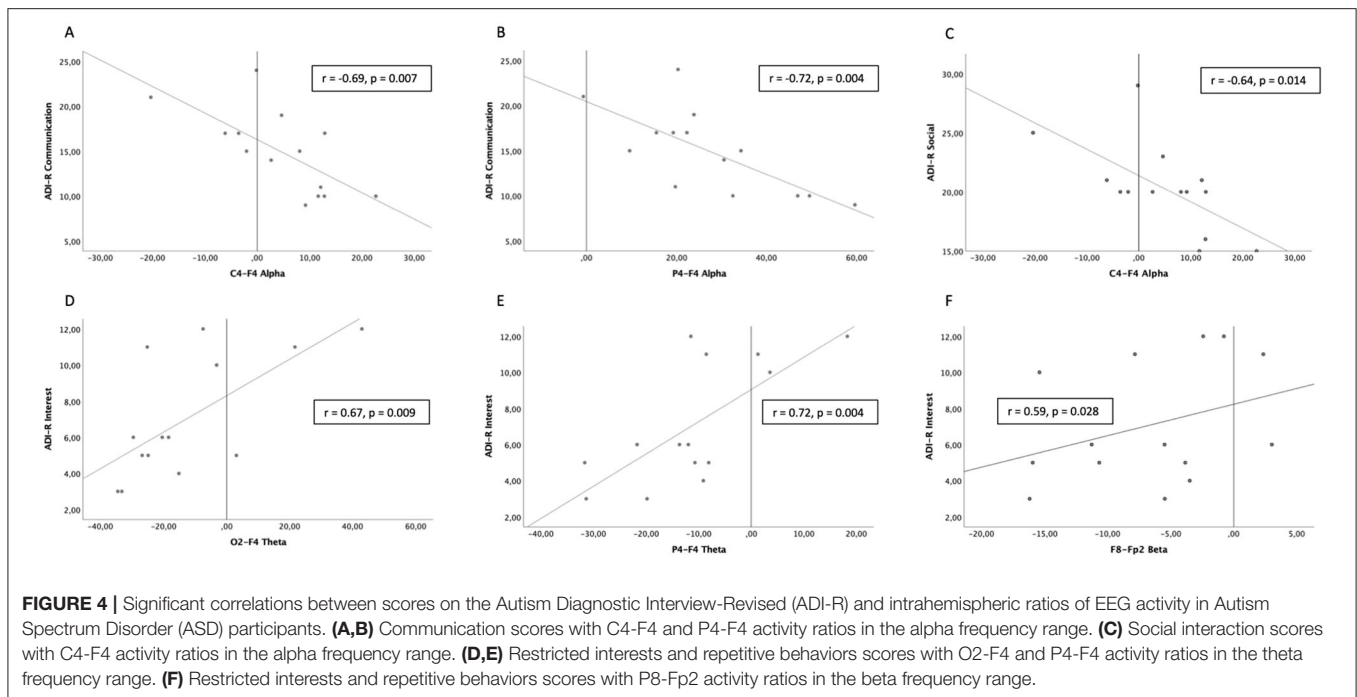 A
25,00
20,00
15,00
10,00
5,00
ADI-R Communication
r = -0.69, p = 0.007
-30,00 -20,00 -10,00 ,00 10,00 20,00 30,00
C4-F4 Alpha
B
25,00
20,00
15,00
10,00
5,00
ADI-R Communication
r = -0.72, p = 0.004
,00 20,00 40,00 60,00
P4-F4 Alpha
C
30,00
25,00
20,00
15,00
ADI-R Social
r = -0.64, p = 0.014
-30,00 -20,00 -10,00 ,00 10,00 20,00 30,00
C4-F4 Alpha
D
12,00
10,00
8,00
6,00
4,00
2,00
ADI-R Interest
r = 0.67, p = 0.009
-40,00 -20,00 ,00 20,00 40,00 60,00
O2-F4 Theta
E
12,00
10,00
8,00
6,00
4,00
2,00
ADI-R Interest
r = 0.72, p = 0.004
-40,00 -30,00 -20,00 -10,00 ,00 10,00 20,00
P4-F4 Theta
F
12,00
10,00
8,00
6,00
4,00
2,00
ADI-R Interest
r = 0.59, p = 0.028
-20,00 -15,00 -10,00 -5,00 ,00 5,00
F8-Fp2 Beta
FIGURE 4 | Significant correlations between scores on the Autism Diagnostic Interview-Revised (ADI-R) and intrahemispheric ratios of EEG activity in Autism
Spectrum Disorder (ASD) participants. (A,B) Communication scores with C4-F4 and P4-F4 activity ratios in the alpha frequency range. (C) Social interaction scores
with C4-F4 activity ratios in the alpha frequency range. (D,E) Restricted interests and repetitive behaviors scores with O2-F4 and P4-F4 activity ratios in the theta
frequency range. (F) Restricted interests and repetitive behaviors scores with P8-Fp2 activity ratios in the beta frequency range.